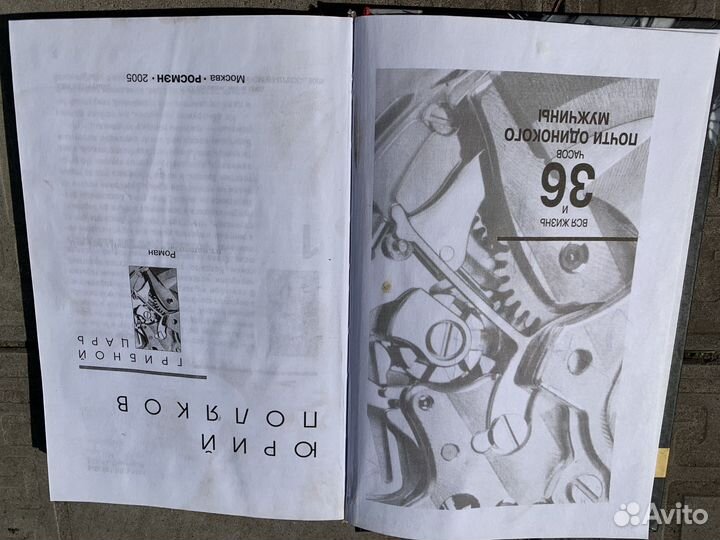 ЮРИЙ
ПОЛЯКОВ
ГРИБНОЙ
ЦАРЬ
Роман
Москва • РОСМЭН • 2005
ВСЯ ЖИЗНЬ
И
36
ЧАСОВ
ПОЧТИ ОДИНОКОГО
МУЖЧИНЫ
Avito